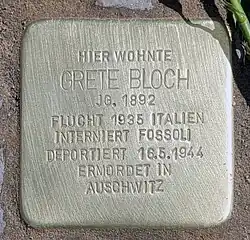 HIER WOHNTE
GRETE BLOCH
JG. 1892
FLUCHT 1935 ITALIEN
INTERNIERT FOSSOLI
DEPORTIERT 16.5.1944
ERMORDET IN
AUSCHWITZ